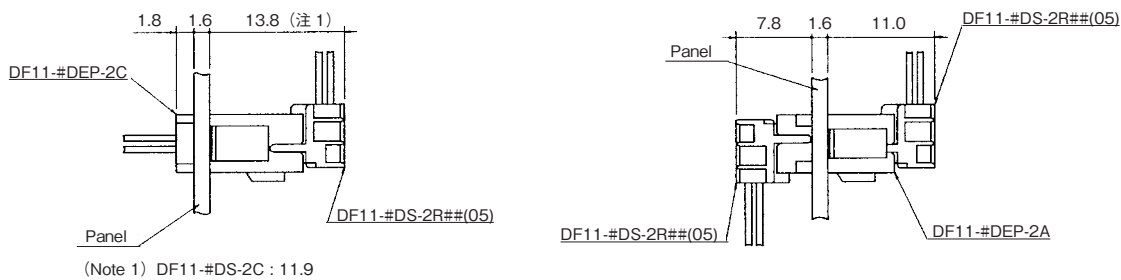 1.8 1.6 13.8 (注 1)
DF11-#DEP-2C
DF11-#DS-2R##(05)
Panel
(Note 1) DF11-#DS-2C : 11.9
7.8 1.6 11.0
DF11-#DS-2R##(05)
Panel
DF11-#DS-2R##(05)
DF11-#DEP-2A